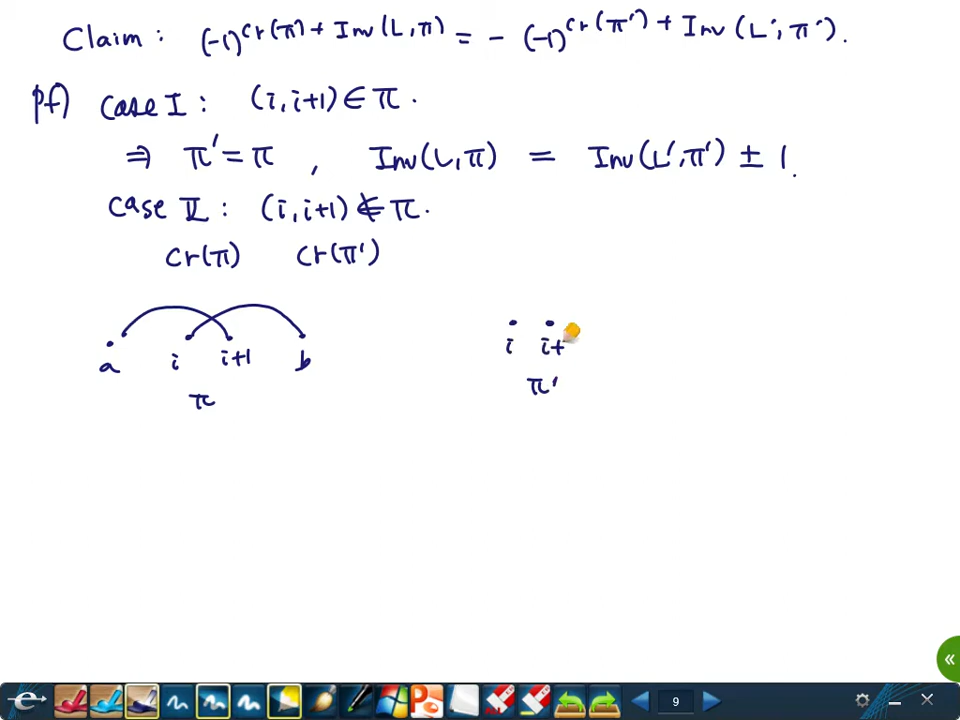 Claim : (-1)^{Cr(π) + Inv(L,π)} = - (-1)^{Cr(π') + Inv(L',π')}.
pf) Case I : (i, i+1) ∈ π.
⇒ π' = π , Inv(L,π) = Inv(L',π') ± 1.
Case II : (i, i+1) ∉ π.
Cr(π) Cr(π')
a i i+1 b
i i+
π
π'
9